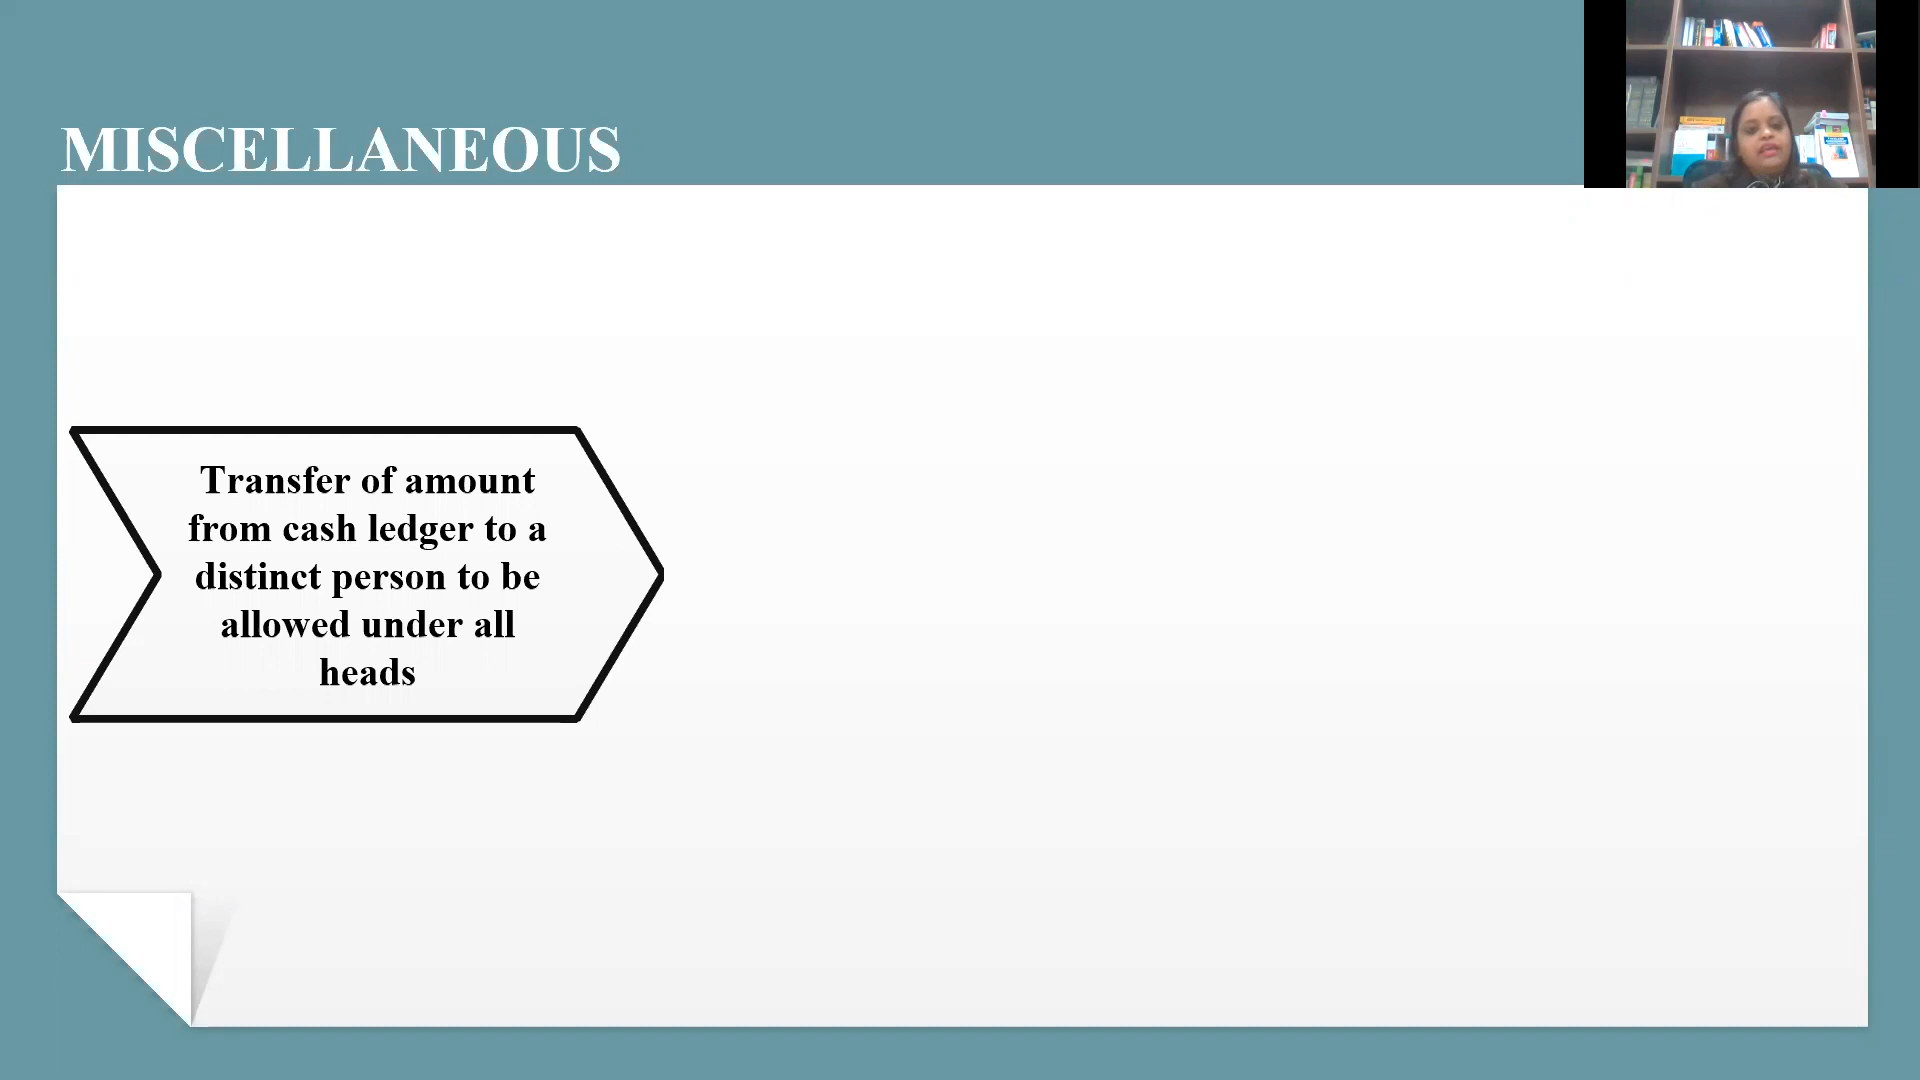 MISCELLANEOUS
Transfer of amount
from cash ledger to a
distinct person to be
allowed under all
heads